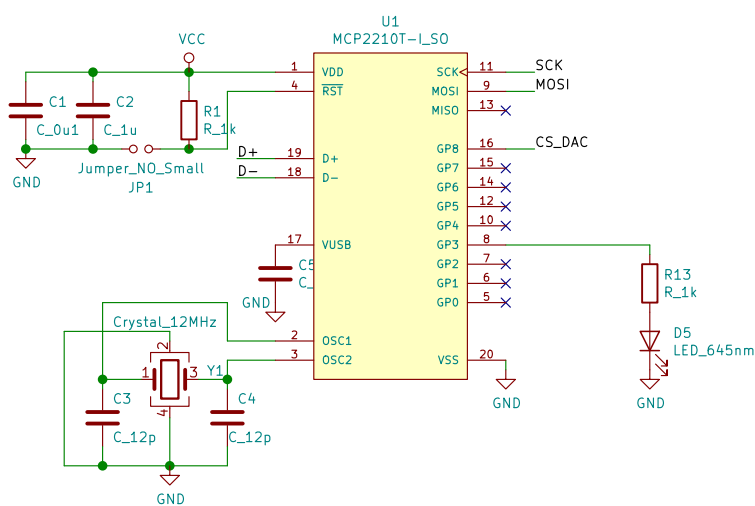 U1
MCP2210T-I_SO
VCC
1 VDD
4 RST
19 D+
18 D-
17 VUSB
2 OSC1
3 OSC2
SCK 11 SCK
MOSI 9 MOSI
MISO 13
GP8 16 CS_DAC
GP7 15
GP6 14
GP5 12
GP4 10
GP3 8
GP2 7
GP1 6
GP0 5
VSS 20
GND
C1
C_0u1
C2
C_1u
R1
R_1k
GND
Jumper_NO_Small
JP1
D+
D-
C5
C_
GND
Crystal_12MHz
Y1
2
1
3
4
C3
C_12p
C4
C_12p
GND
R13
R_1k
D5
LED_645nm
GND